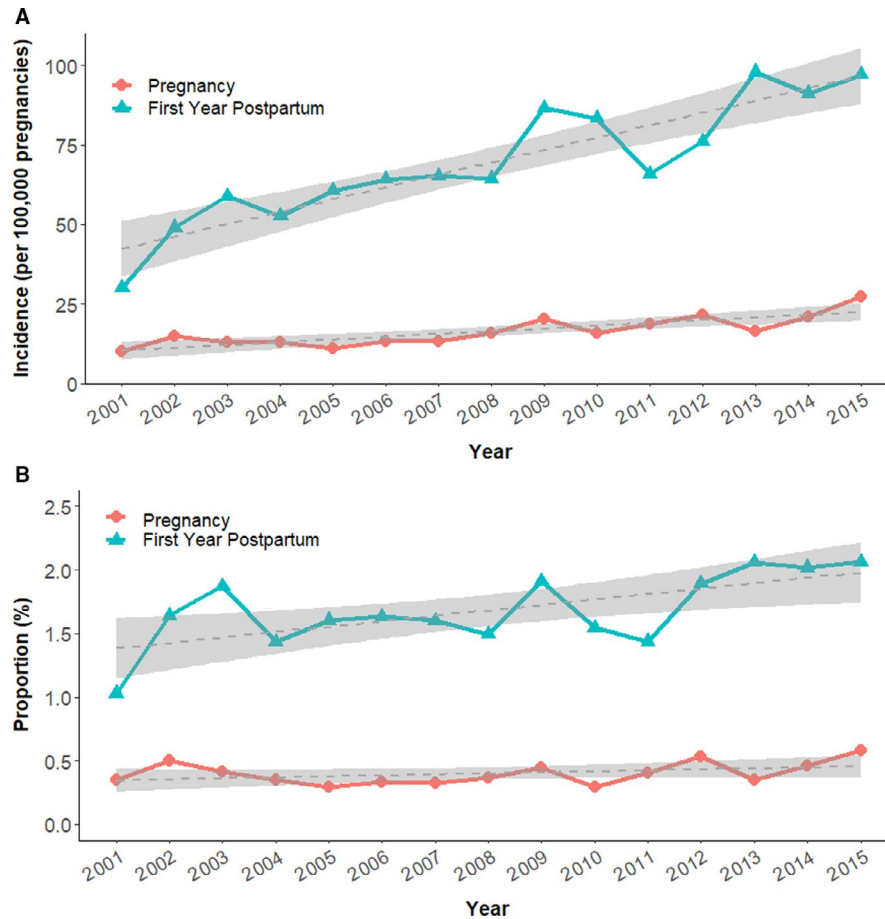 A
Incidence (per 100,000 pregnancies)
100
75
50
25
0
Pregnancy
First Year Postpartum
2001 2002 2003 2004 2005 2006 2007 2008 2009 2010 2011 2012 2013 2014 2015
Year
B
Proportion (%)
2.5
2.0
1.5
1.0
0.5
0.0
Pregnancy
First Year Postpartum
2001 2002 2003 2004 2005 2006 2007 2008 2009 2010 2011 2012 2013 2014 2015
Year